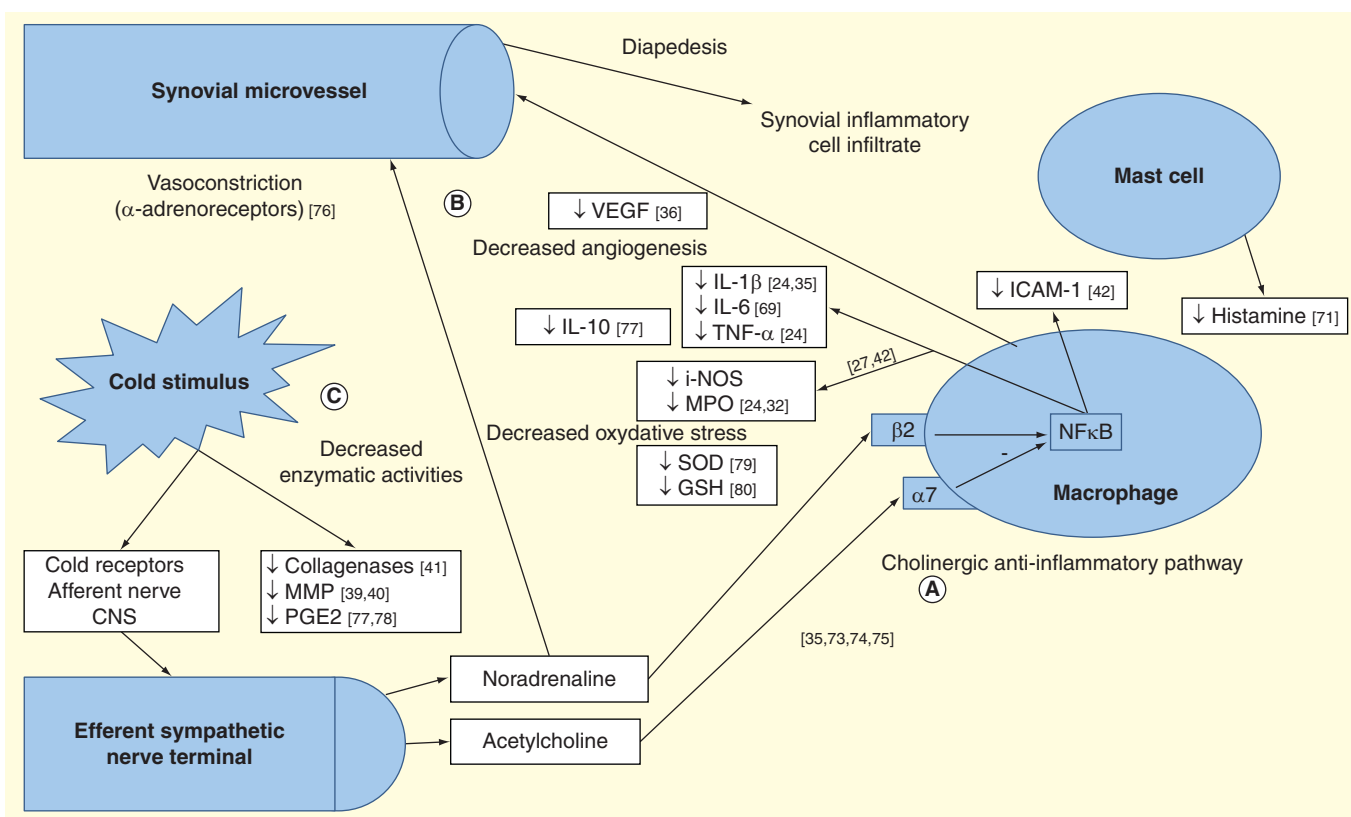 Diapedesis
Synovial microvessel
Synovial inflammatory
cell infiltrate
Mast cell
Vasoconstriction
(α-adrenoreceptors) [76]
B
↓ VEGF [36]
Decreased angiogenesis
↓ IL-1β [24,35]
↓ IL-6 [69]
↓ TNF-α [24]
↓ IL-10 [77]
↓ ICAM-1 [42]
↓ Histamine [71]
[27,42]
↓ i-NOS
↓ MPO [24,32]
Decreased oxydative stress
↓ SOD [79]
↓ GSH [80]
Cold stimulus
C
Decreased
enzymatic activities
β2
NFκB
-
α7
Macrophage
Cholinergic anti-inflammatory pathway
A
[35,73,74,75]
Cold receptors
Afferent nerve
CNS
↓ Collagenases [41]
↓ MMP [39,40]
↓ PGE2 [77,78]
Noradrenaline
Acetylcholine
Efferent sympathetic
nerve terminal